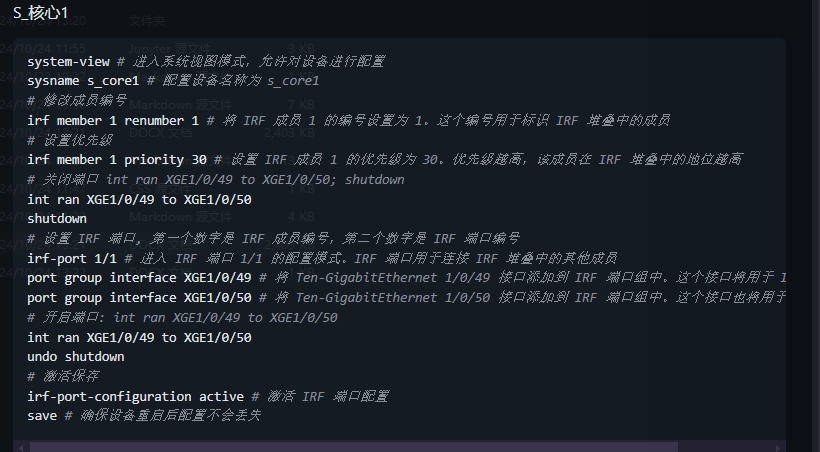 S_核心1
system-view # 进入系统视图模式，允许对设备进行配置
sysname s_core1 # 配置设备名称为 s_core1
# 修改成员编号
irf member 1 renumber 1 # 将 IRF 成员 1 的编号设置为 1。这个编号用于标识 IRF 堆叠中的成员
# 设置优先级
irf member 1 priority 30 # 设置 IRF 成员 1 的优先级为 30。优先级越高，该成员在 IRF 堆叠中的地位越高
# 关闭端口 int ran XGE1/0/49 to XGE1/0/50; shutdown
int ran XGE1/0/49 to XGE1/0/50
shutdown
# 设置 IRF 端口, 第一个数字是 IRF 成员编号，第二个数字是 IRF 端口编号
irf-port 1/1 # 进入 IRF 端口 1/1 的配置模式。IRF 端口用于连接 IRF 堆叠中的其他成员
port group interface XGE1/0/49 # 将 Ten-GigabitEthernet 1/0/49 接口添加到 IRF 端口组中。这个接口将用于
port group interface XGE1/0/50 # 将 Ten-GigabitEthernet 1/0/50 接口添加到 IRF 端口组中。这个接口也将用于
# 开启端口: int ran XGE1/0/49 to XGE1/0/50
int ran XGE1/0/49 to XGE1/0/50
undo shutdown
# 激活保存
irf-port-configuration active # 激活 IRF 端口配置
save # 确保设备重启后配置不会丢失